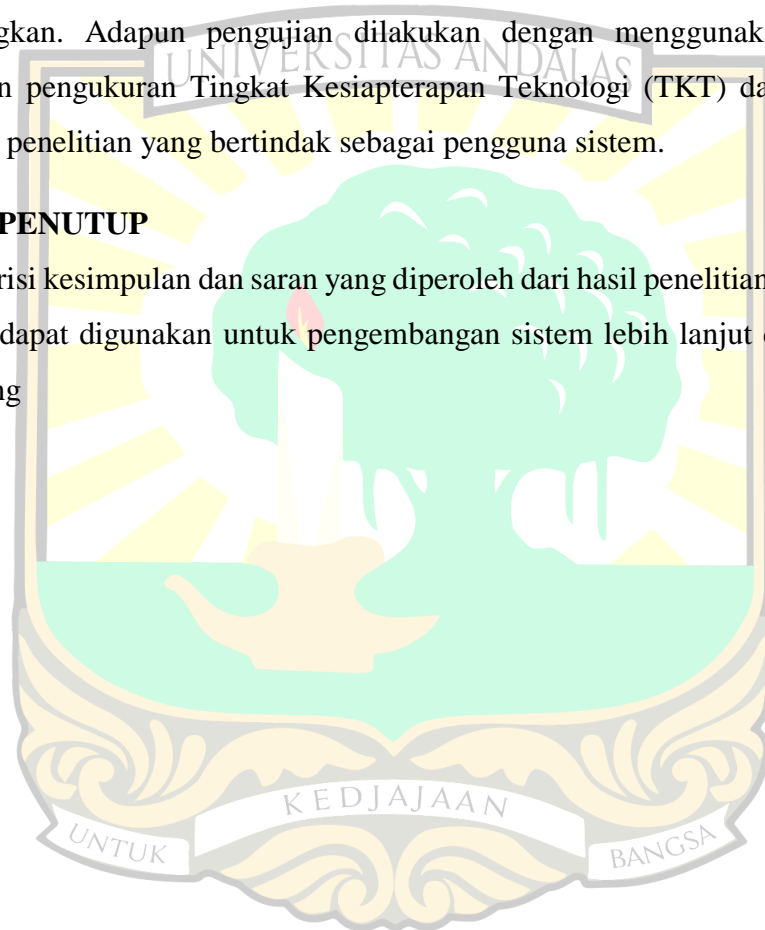 gkan. Adapun pengujian dilakukan dengan menggunak
n pengukuran Tingkat Kesiapterapan Teknologi (TKT) da
penelitian yang bertindak sebagai pengguna sistem.
PENUTUP
risi kesimpulan dan saran yang diperoleh dari hasil penelitian
dapat digunakan untuk pengembangan sistem lebih lanjut
ng
UNIVERSITAS ANDALAS
KEDJAJAAN
UNTUK
BANGSA